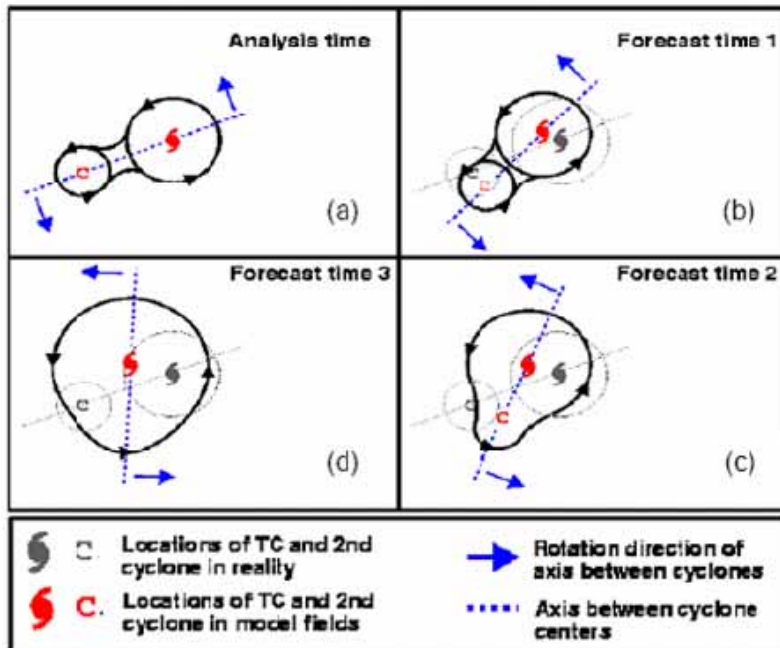 Analysis time
C
(a)
Forecast time 1
C
C
(b)
Forecast time 3
C
(d)
Forecast time 2
C
C
(c)
C. Locations of TC and 2nd
cyclone in reality
C. Locations of TC and 2nd
cyclone in model fields
Rotation direction of
axis between cyclones
Axis between cyclone
centers